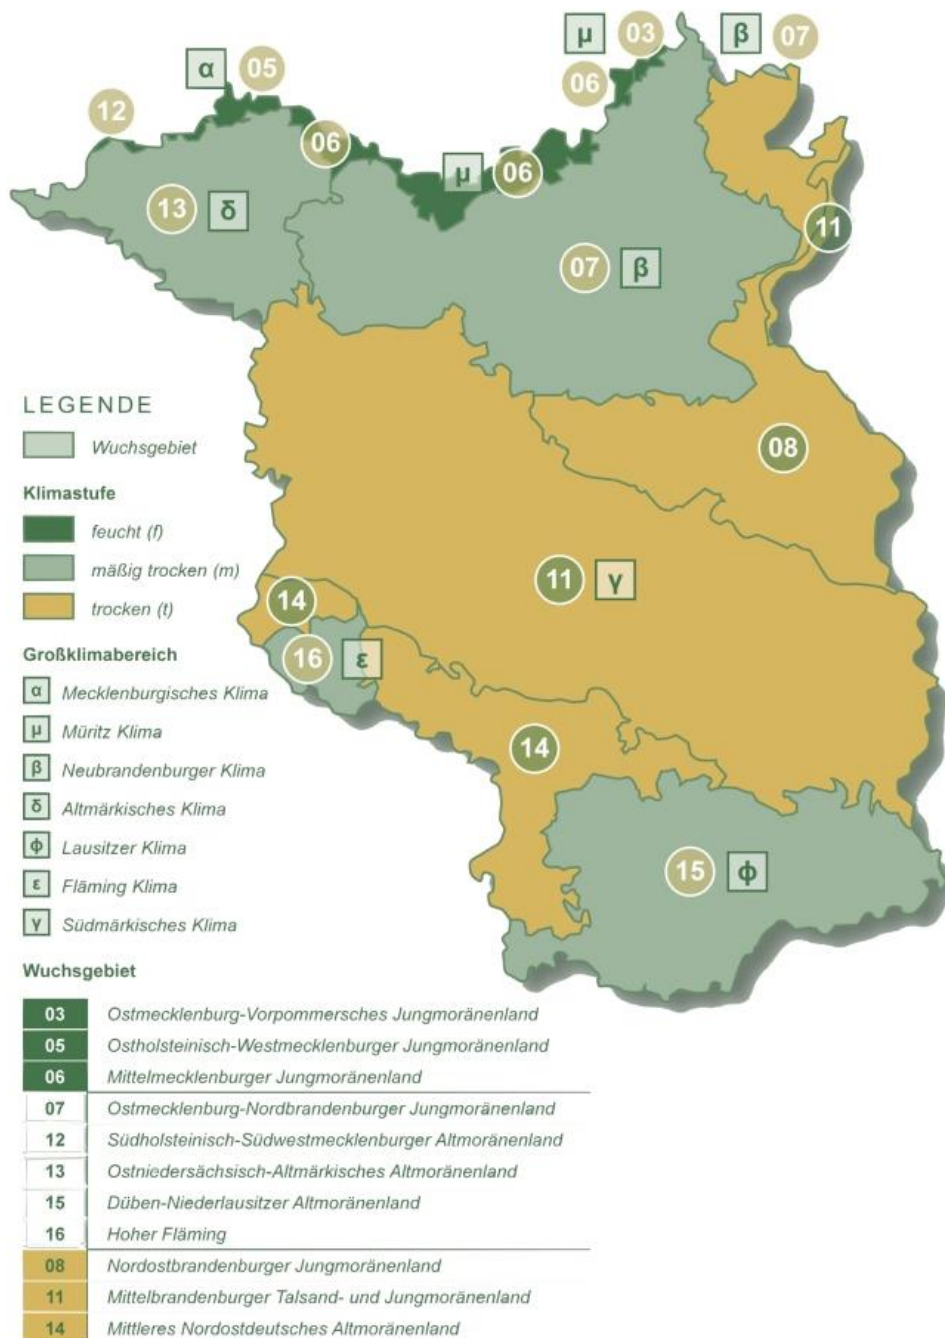 μ 03 β 07
α 05
06
12
06
μ 06
13 δ
11
07 β
LEGENDE
Wuchsgebiet
08
Klimastufe
feucht (f)
mäßig trocken (m)
trocken (t)
11 γ
14
16 ε
Großklimabereich
α Mecklenburgisches Klima
μ Müritz Klima
β Neubrandenburger Klima
δ Altmärkisches Klima
ϕ Lausitzer Klima
ε Fläming Klima
γ Südmärkisches Klima
14
15 ϕ
Wuchsgebiet
03 Ostmecklenburg-Vorpommersches Jungmoränenland
05 Ostholsteinisch-Westmecklenburger Jungmoränenland
06 Mittelmecklenburger Jungmoränenland
07 Ostmecklenburg-Nordbrandenburger Jungmoränenland
12 Südholsteinisch-Südwestmecklenburger Altmoränenland
13 Ostniedersächsisch-Altmärkisches Altmoränenland
15 Düben-Niederlausitzer Altmoränenland
16 Hoher Fläming
08 Nordostbrandenburger Jungmoränenland
11 Mittelbrandenburger Talsand- und Jungmoränenland
14 Mittleres Nordostdeutsches Altmoränenland